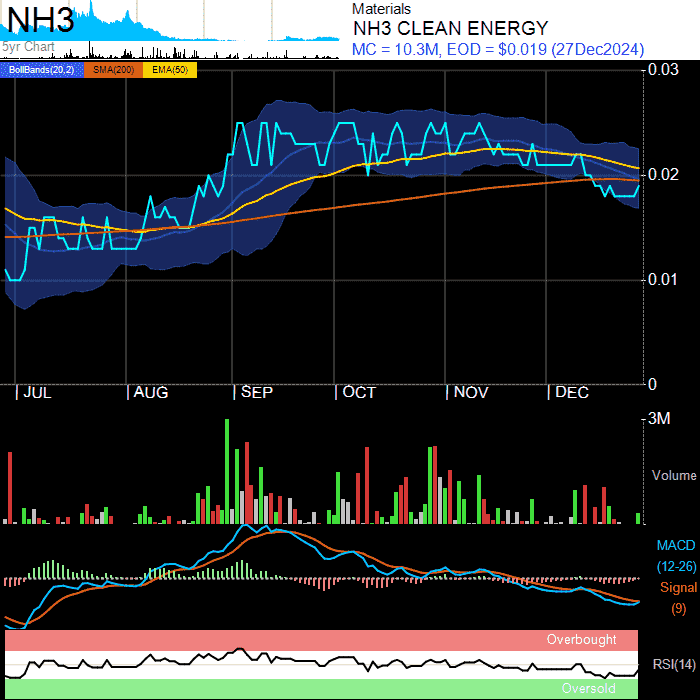 NH3
5yr Chart
Materials
NH3 CLEAN ENERGY
MC = 10.3M, EOD = $0.019 (27Dec2024)
BollBands(20,2) SMA(200) EMA(50)
0.03
0.02
0.01
0
JUL AUG SEP OCT NOV DEC
3M
Volume
MACD
(12-26)
Signal
(9)
Overbought
RSI(14)
Oversold